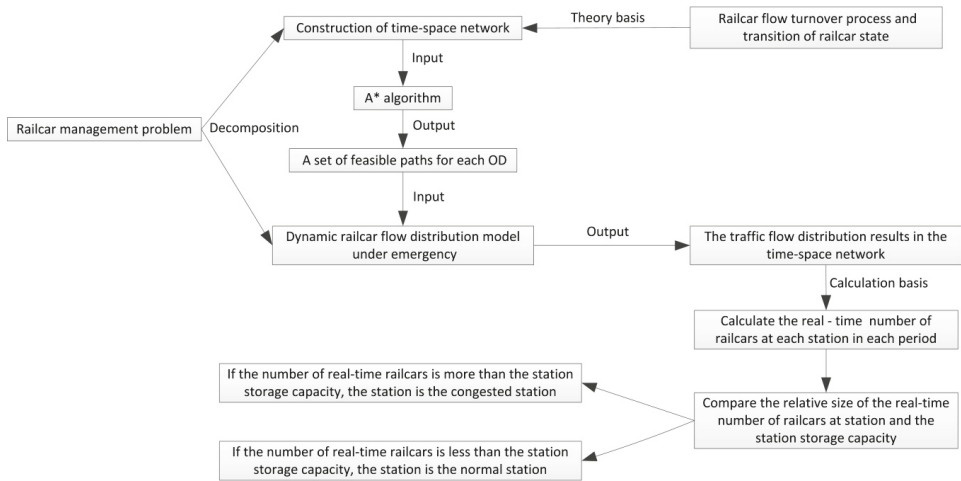 Construction of time-space network
Theory basis
Railcar flow turnover process and
transition of railcar state
Input
A* algorithm
Railcar management problem
Decomposition
Output
A set of feasible paths for each OD
Input
Dynamic railcar flow distribution model
under emergency
Output
The traffic flow distribution results in the
time-space network
Calculation basis
Calculate the real - time number of
railcars at each station in each period
If the number of real-time railcars is more than the station
storage capacity, the station is the congested station
Compare the relative size of the real-time
number of railcars at station and the
station storage capacity
If the number of real-time railcars is less than the station
storage capacity, the station is the normal station